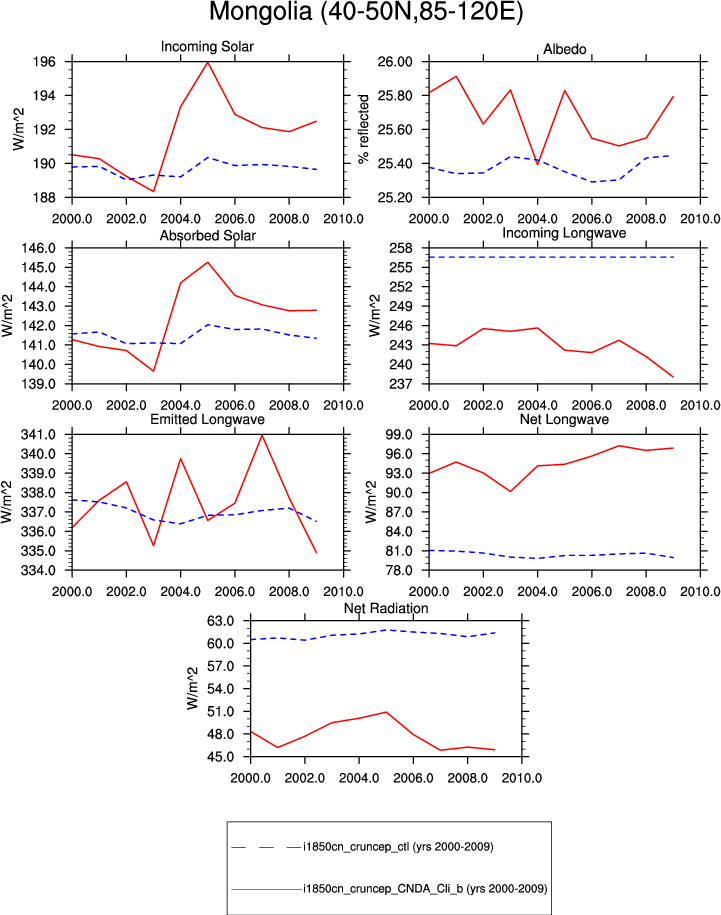 Mongolia (40-50N,85-120E)
Incoming Solar
W/m^2
196
194
192
190
188
2000.0 2002.0 2004.0 2006.0 2008.0 2010.0
Albedo
% reflected
26.00
25.80
25.60
25.40
25.20
2000.0 2002.0 2004.0 2006.0 2008.0 2010.0
Absorbed Solar
W/m^2
146.0
145.0
144.0
143.0
142.0
141.0
140.0
139.0
2000.0 2002.0 2004.0 2006.0 2008.0 2010.0
Incoming Longwave
W/m^2
258
255
252
249
246
243
240
237
2000.0 2002.0 2004.0 2006.0 2008.0 2010.0
Emitted Longwave
W/m^2
341.0
340.0
339.0
338.0
337.0
336.0
335.0
334.0
2000.0 2002.0 2004.0 2006.0 2008.0 2010.0
Net Longwave
W/m^2
99.0
96.0
93.0
90.0
87.0
84.0
81.0
78.0
2000.0 2002.0 2004.0 2006.0 2008.0 2010.0
Net Radiation
W/m^2
63.0
60.0
57.0
54.0
51.0
48.0
45.0
2000.0 2002.0 2004.0 2006.0 2008.0 2010.0
i1850cn_cruncep_ctl (yrs 2000-2009)
i1850cn_cruncep_CNDA_Cli_b (yrs 2000-2009)